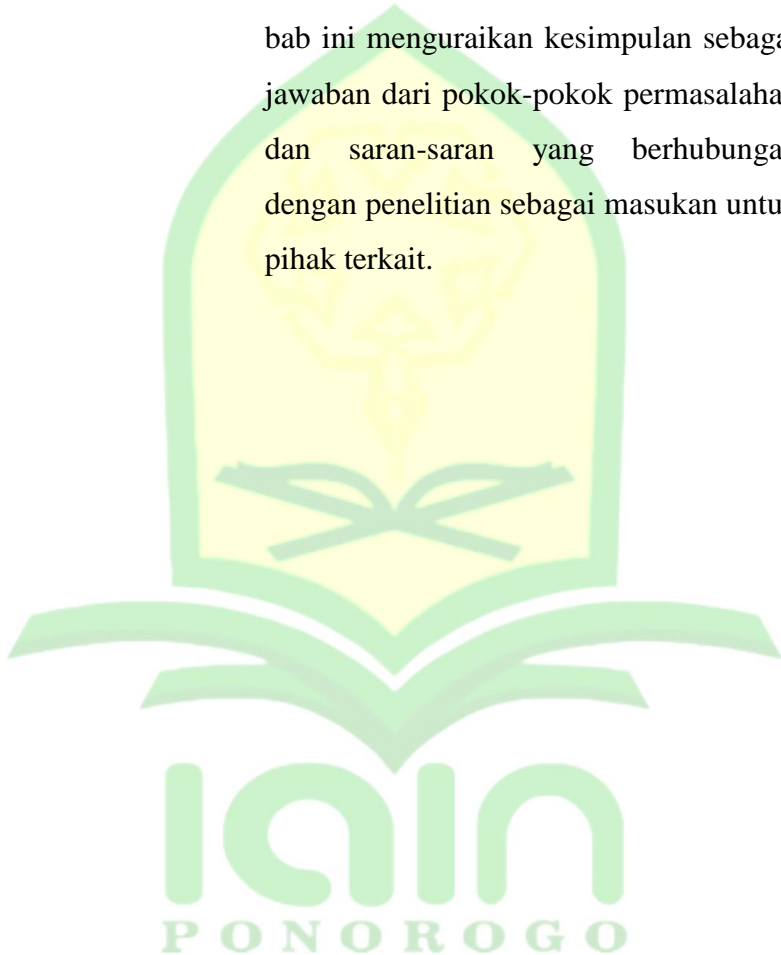 bab ini menguraikan kesimpulan sebaga
jawaban dari pokok-pokok permasalaha
dan saran-saran yang berhubunga
dengan penelitian sebagai masukan untu
pihak terkait.
iain
PONOROGO